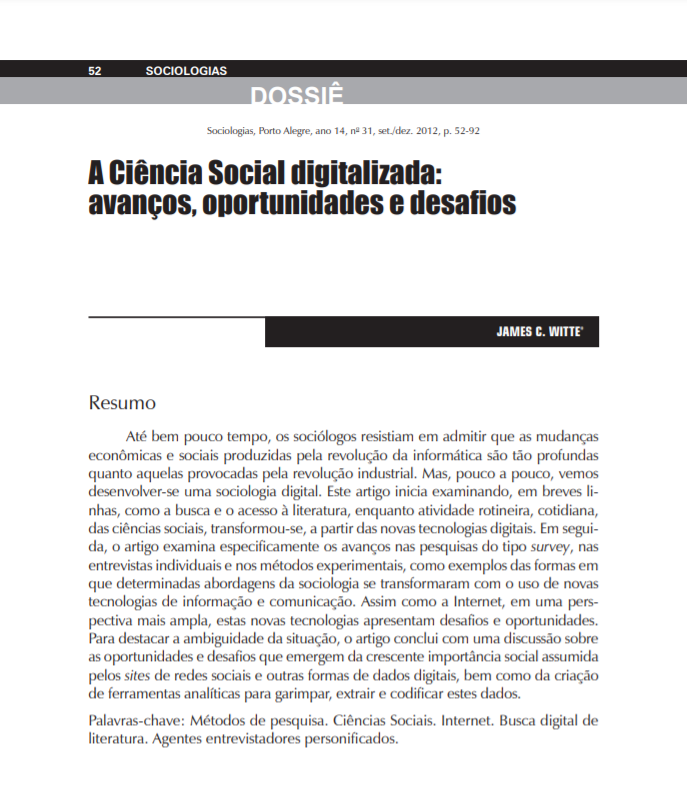 52 SOCIOLOGIAS
DOSSIÊ
Sociologias, Porto Alegre, ano 14, nº 31, set./dez. 2012, p. 52-92
A Ciência Social digitalizada:
avanços, oportunidades e desafios
JAMES C. WITTE*
Resumo
Até bem pouco tempo, os sociólogos resistiam em admitir que as mudanças
econômicas e sociais produzidas pela revolução da informática são tão profundas
quanto aquelas provocadas pela revolução industrial. Mas, pouco a pouco, vemos
desenvolver-se uma sociologia digital. Este artigo inicia examinando, em breves li-
nhas, como a busca e o acesso à literatura, enquanto atividade rotineira, cotidiana,
das ciências sociais, transformou-se, a partir das novas tecnologias digitais. Em segui-
da, o artigo examina especificamente os avanços nas pesquisas do tipo survey, nas
entrevistas individuais e nos métodos experimentais, como exemplos das formas em
que determinadas abordagens da sociologia se transformaram com o uso de novas
tecnologias de informação e comunicação. Assim como a Internet, em uma pers-
pectiva mais ampla, estas novas tecnologias apresentam desafios e oportunidades.
Para destacar a ambiguidade da situação, o artigo conclui com uma discussão sobre
as oportunidades e desafios que emergem da crescente importância social assumida
pelos sites de redes sociais e outras formas de dados digitais, bem como da criação
de ferramentas analíticas para garimpar, extrair e codificar estes dados.
Palavras-chave: Métodos de pesquisa. Ciências Sociais. Internet. Busca digital de
literatura. Agentes entrevistadores personificados.